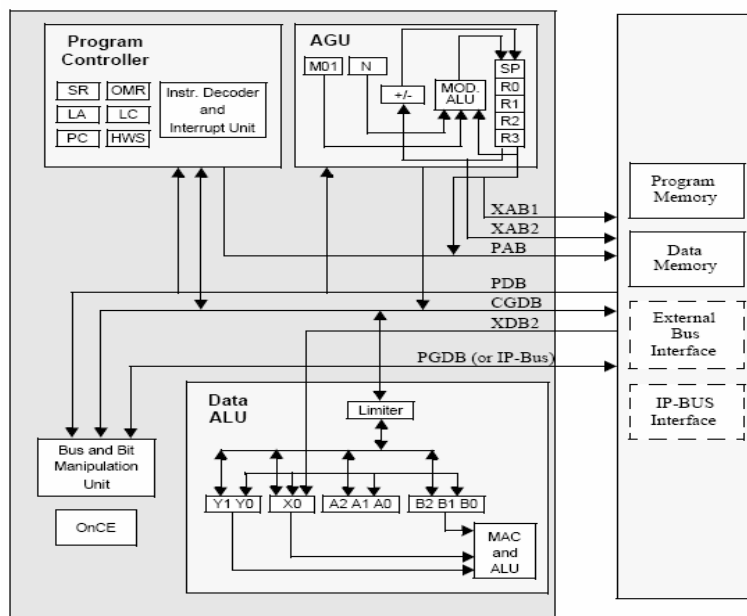 Program
Controller
SR
OMR
LA
LC
PC
HWS
Instr. Decoder
and
Interrupt Unit
AGU
M01
N
+/-
MOD.
ALU
SP
R0
R1
R2
R3
XAB1
XAB2
PAB
PDB
CGDB
XDB2
PGDB (or IP-Bus)
Program
Memory
Data
Memory
External
Bus
Interface
IP-BUS
Interface
Data
ALU
Limiter
Bus and Bit
Manipulation
Unit
OnCE
Y1 Y0
X0
A2 A1 A0
B2 B1 B0
MAC
and
ALU